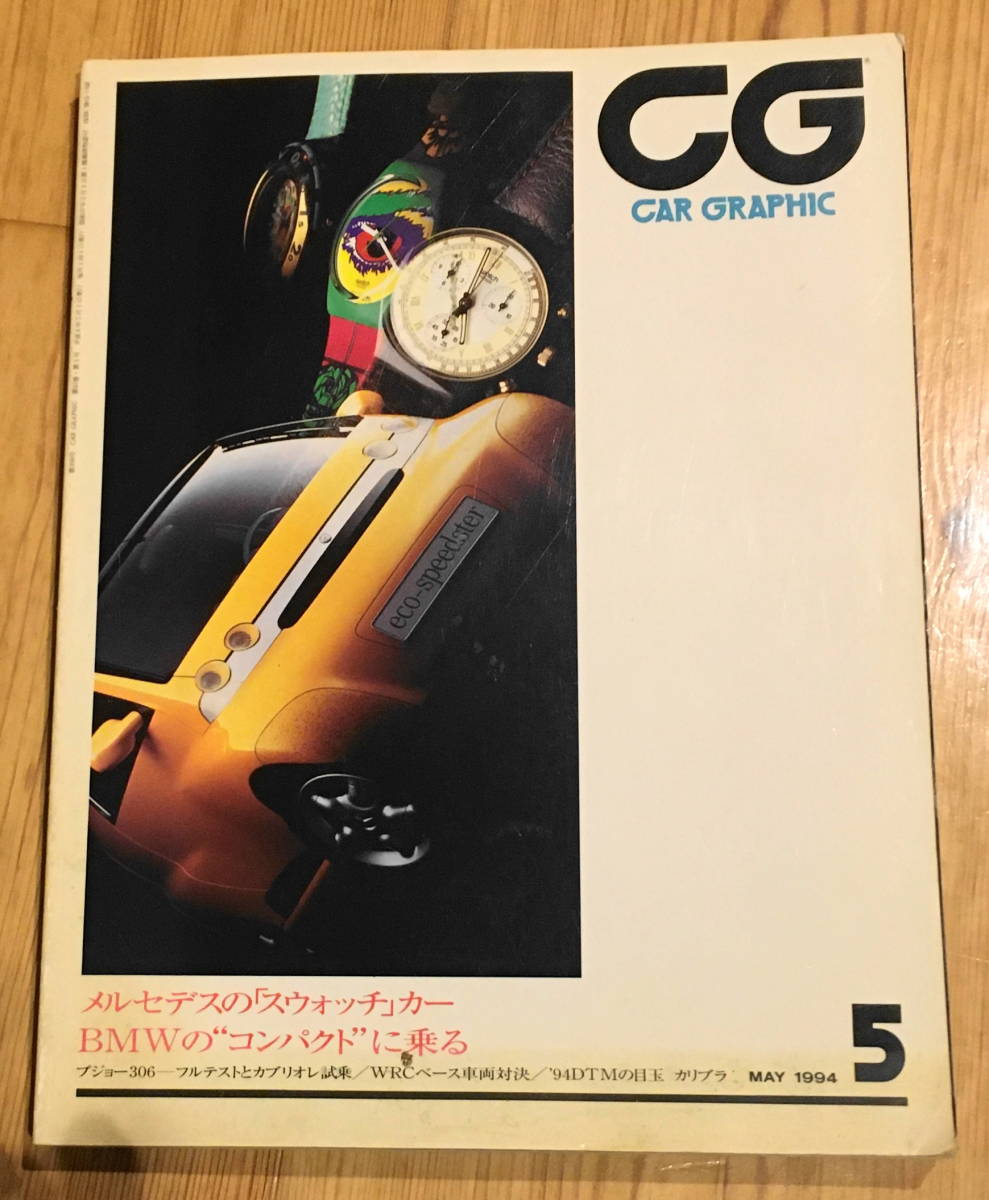 CG
CAR GRAPHIC
eco-speedster
メルセデスの「スウォッチ」カー
BMWの“コンパクト”に乗る
プジョー306—フルテストとカブリオレ試乗/WRCベース車両対決/’94DTMの目玉 カリブラ
MAY 1994
5